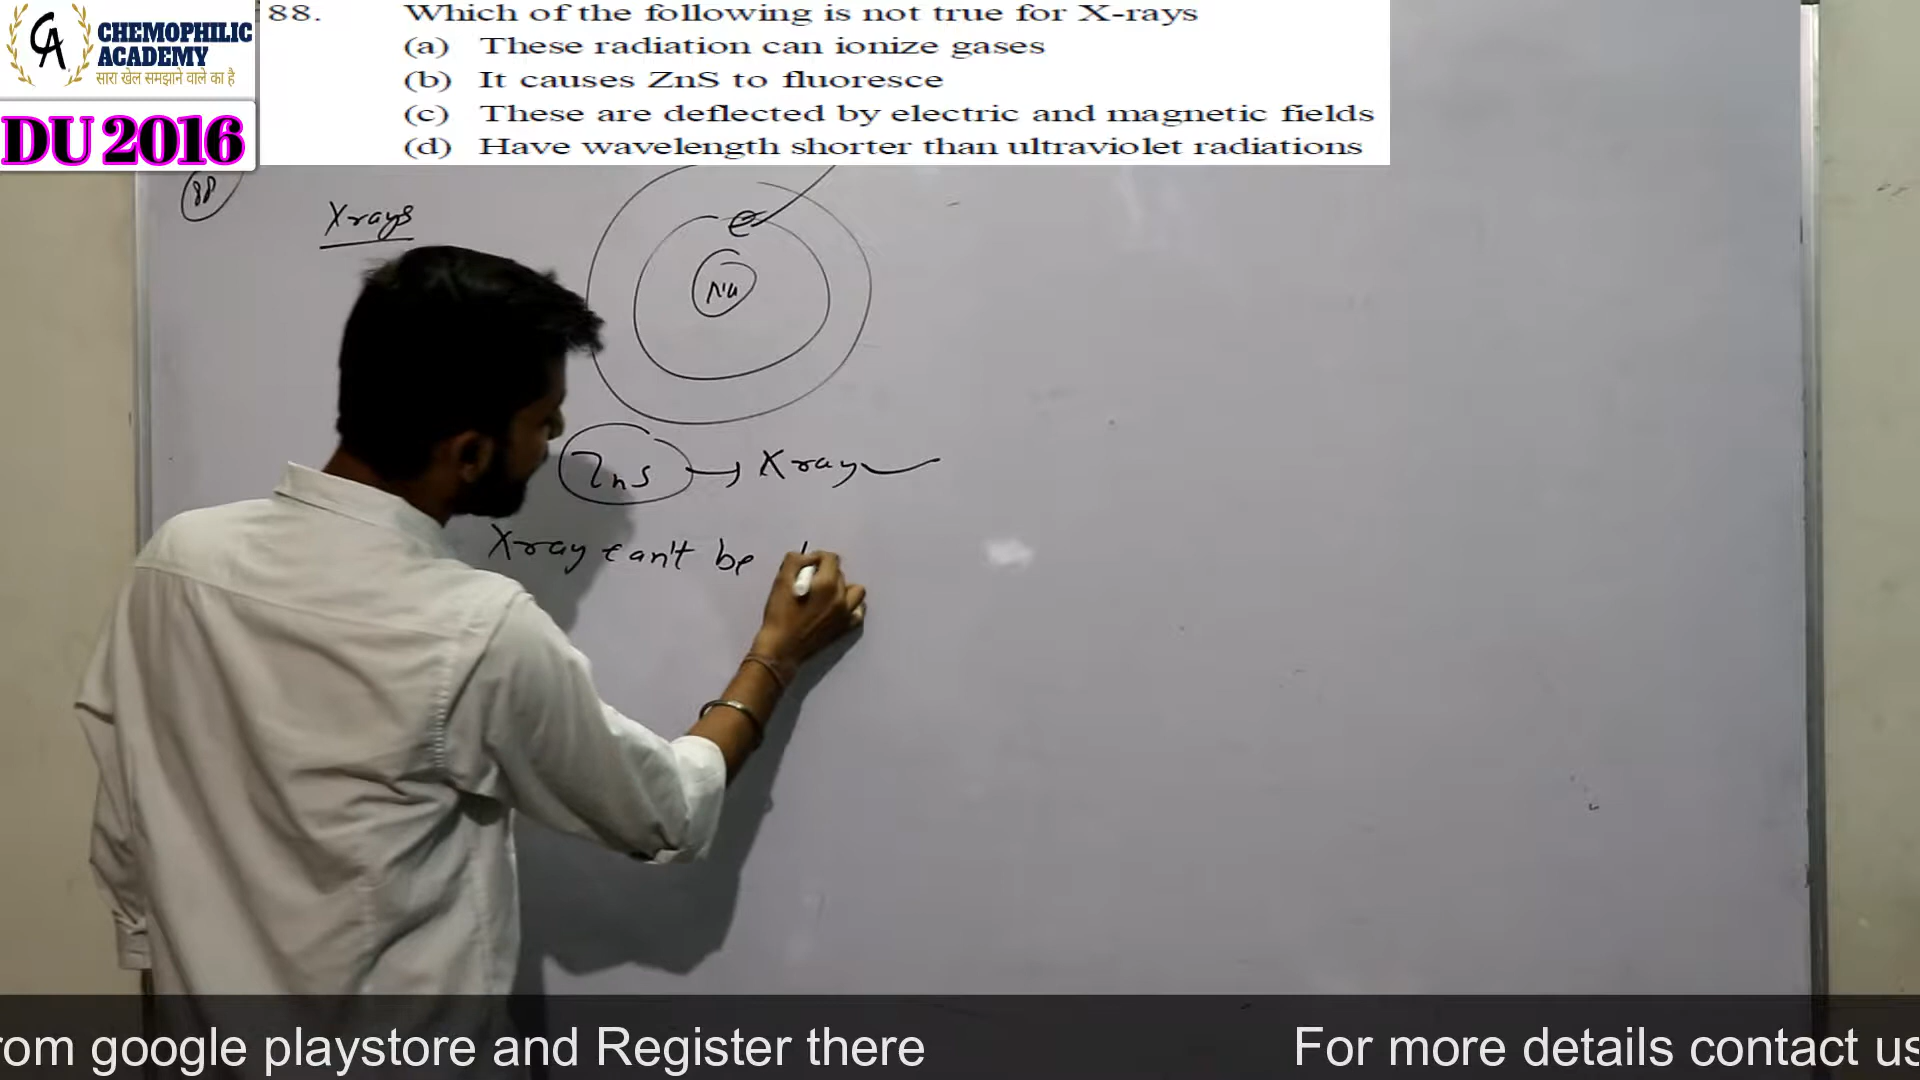 CHEMOPHILIC
ACADEMY
सारा खेल समझाने वाले का है
DU 2016
88. Which of the following is not true for X-rays
(a) These radiation can ionize gases
(b) It causes ZnS to fluoresce
(c) These are deflected by electric and magnetic fields
(d) Have wavelength shorter than ultraviolet radiations
88
X rays
e
Nu
ZnS → X ray
X ray can't be
rom google playstore and Register there For more details contact us